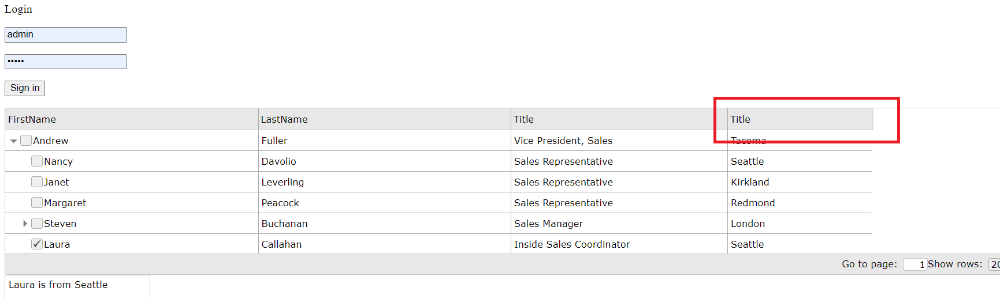 Login
admin
•••••
Sign in
FirstName LastName Title Title
Andrew Fuller Vice President, Sales Tacoma
Nancy Davolio Sales Representative Seattle
Janet Leverling Sales Representative Kirkland
Margaret Peacock Sales Representative Redmond
Steven Buchanan Sales Manager London
Laura Callahan Inside Sales Coordinator Seattle
Go to page: 1 Show rows: 20
Laura is from Seattle